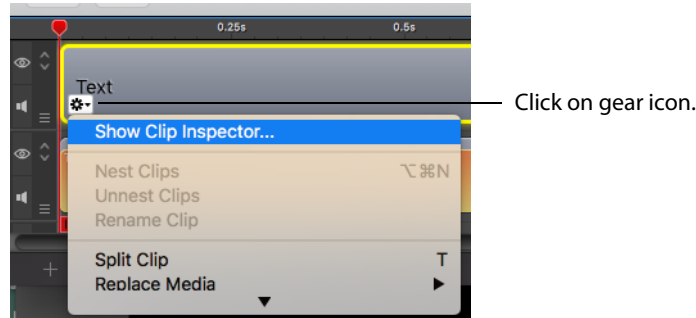 0.25s 0.5s
Text
Click on gear icon.
Show Clip Inspector...
Nest Clips ⌥⌘N
Unnest Clips
Rename Clip
Split Clip T
Replace Media